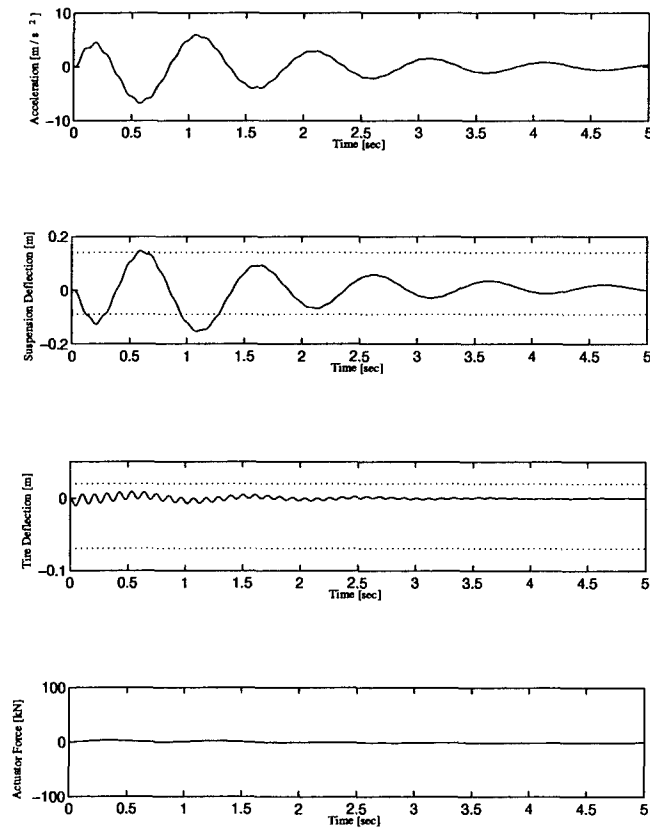 Acceleration [m / s ²]
10
0
−10
0 0.5 1 1.5 2 2.5 3 3.5 4 4.5 5
Time [sec]
Suspension Deflection [m]
0.2
0
−0.2
0 0.5 1 1.5 2 2.5 3 3.5 4 4.5 5
Time [sec]
Tire Deflection [m]
0
−0.1
0 0.5 1 1.5 2 2.5 3 3.5 4 4.5 5
Time [sec]
Actuator Force [kN]
100
0
−100
0 0.5 1 1.5 2 2.5 3 3.5 4 4.5 5
Time [sec]